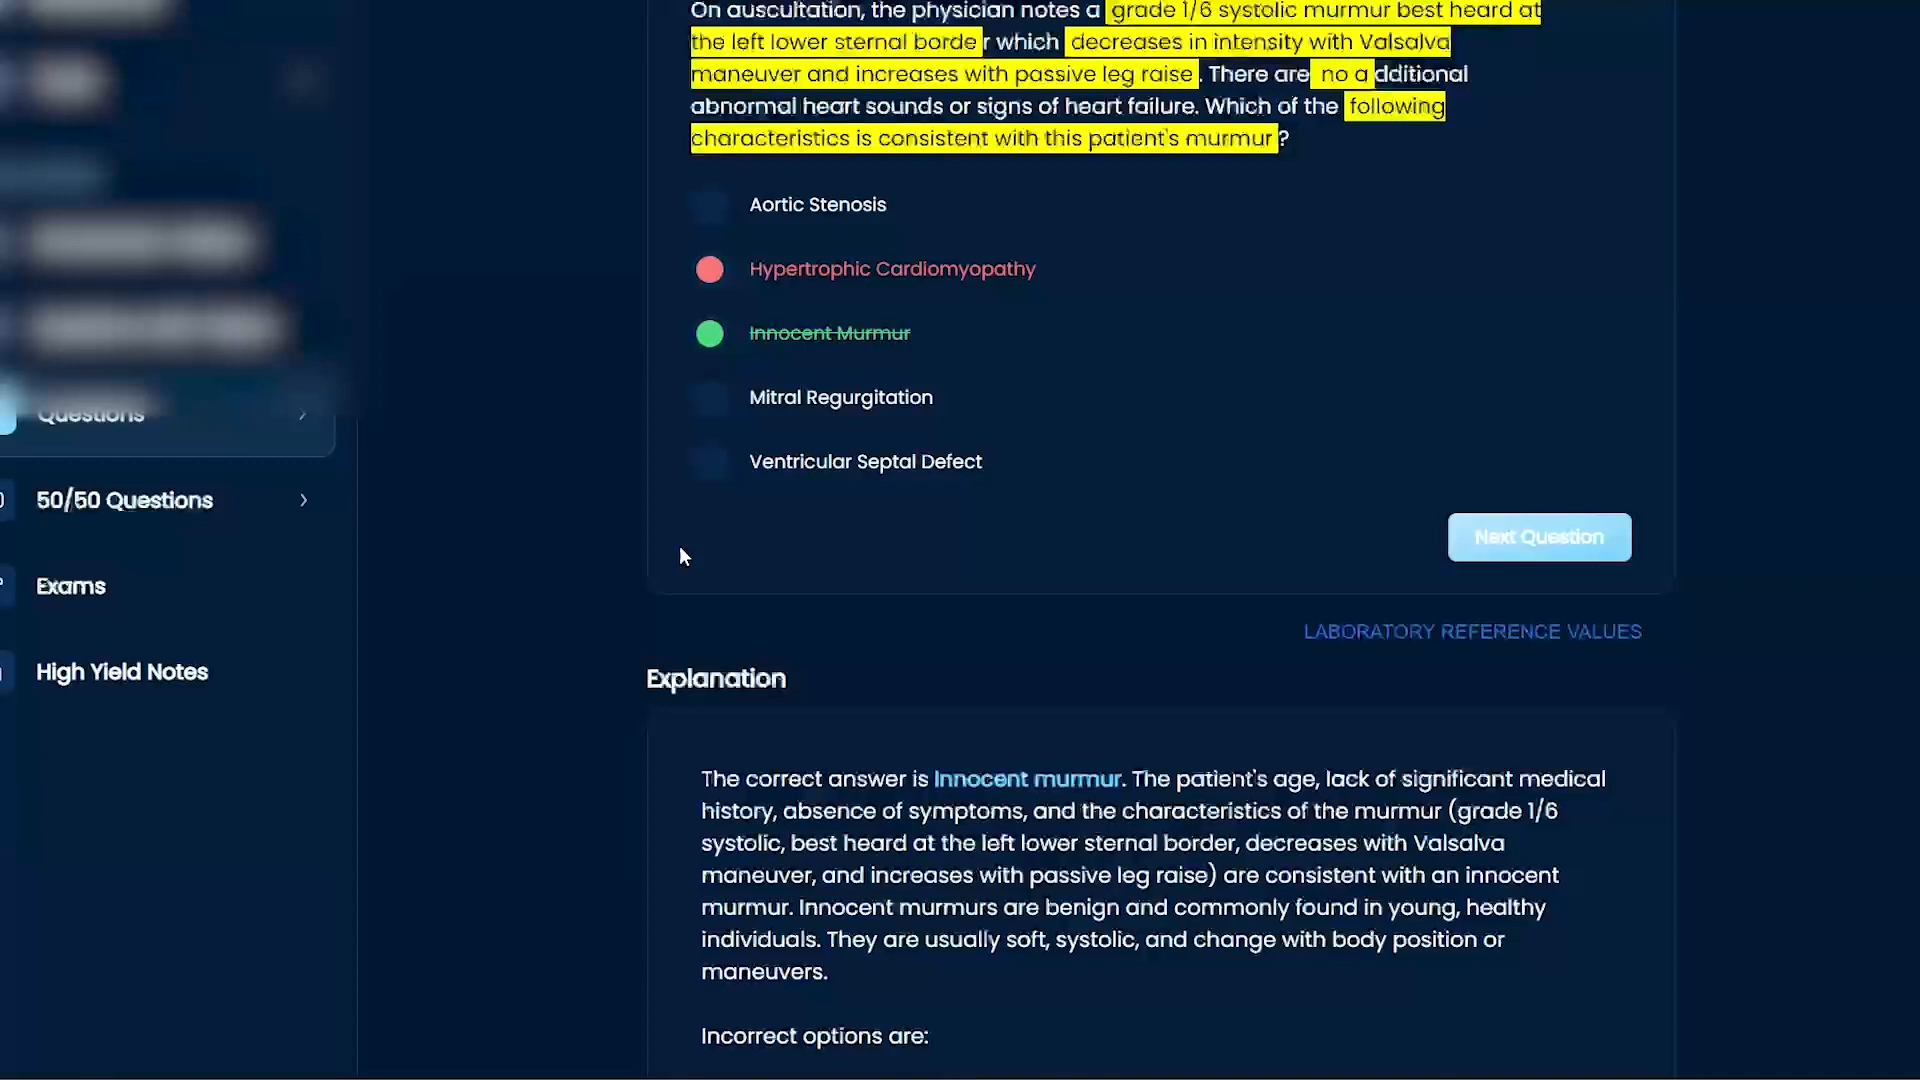 On auscultation, the physician notes a grade 1/6 systolic murmur best heard at
the left lower sternal border which decreases in intensity with Valsalva
maneuver and increases with passive leg raise. There are no additional
abnormal heart sounds or signs of heart failure. Which of the following
characteristics is consistent with this patient's murmur?
Aortic Stenosis
Hypertrophic Cardiomyopathy
Innocent Murmur
Mitral Regurgitation
Ventricular Septal Defect
Next Question
Questions
50/50 Questions
Exams
High Yield Notes
LABORATORY REFERENCE VALUES
Explanation
The correct answer is Innocent murmur. The patient's age, lack of significant medical
history, absence of symptoms, and the characteristics of the murmur (grade 1/6
systolic, best heard at the left lower sternal border, decreases with Valsalva
maneuver, and increases with passive leg raise) are consistent with an innocent
murmur. Innocent murmurs are benign and commonly found in young, healthy
individuals. They are usually soft, systolic, and change with body position or
maneuvers.
Incorrect options are: